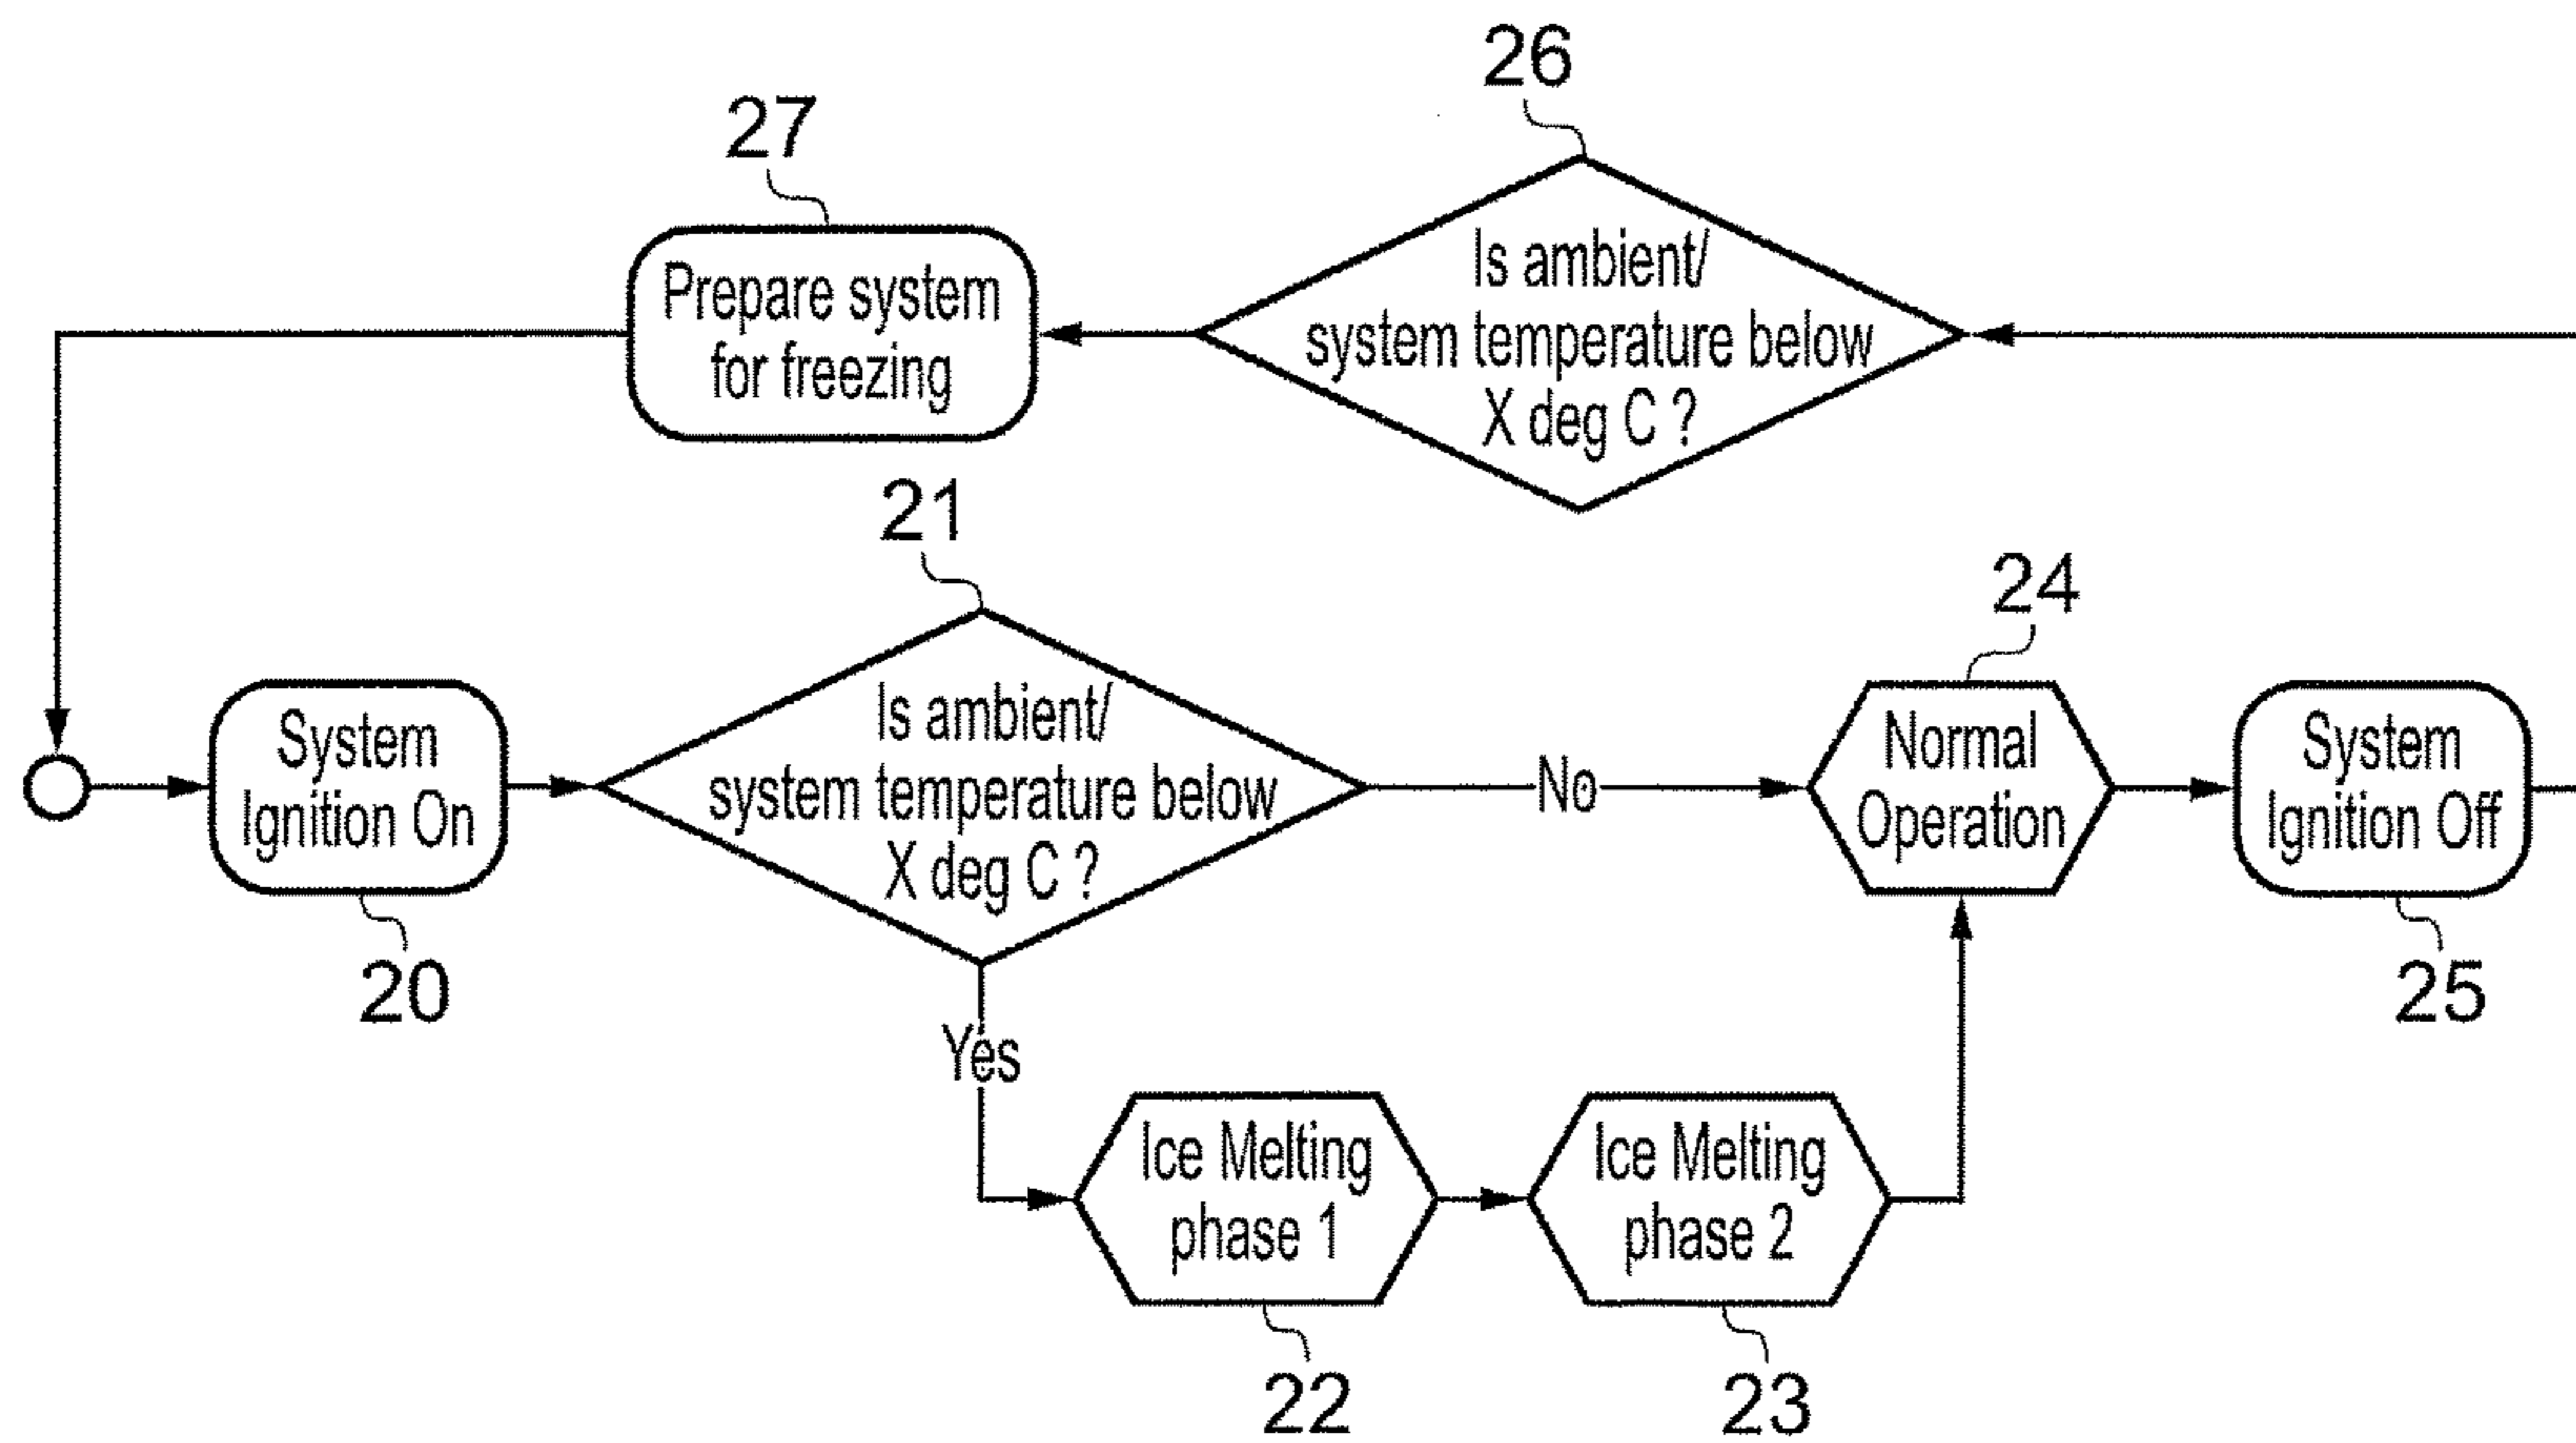 26
27
Is ambient/
system temperature below
X deg C ?
Prepare system
for freezing
21
24
Is ambient/
system temperature below
X deg C ?
System
Ignition On
No
Normal
Operation
System
Ignition Off
20
25
Yes
Ice Melting
phase 1
Ice Melting
phase 2
22
23